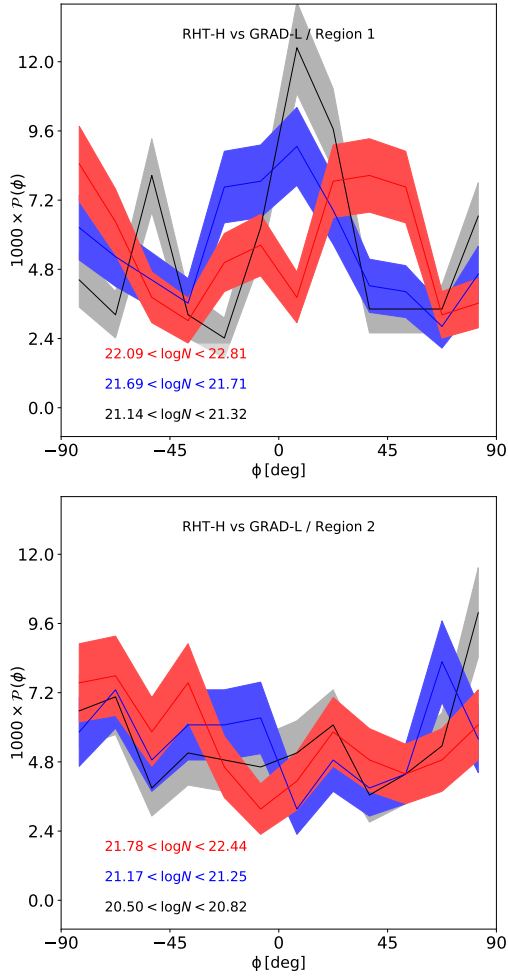 RHT-H vs GRAD-L / Region 1
12.0
9.6
7.2
4.8
2.4
0.0
1000 × 𝒫(ϕ)
22.09 < logN < 22.81
21.69 < logN < 21.71
21.14 < logN < 21.32
−90 −45 0 45 90
ϕ [deg]
RHT-H vs GRAD-L / Region 2
12.0
9.6
7.2
4.8
2.4
0.0
1000 × 𝒫(ϕ)
21.78 < logN < 22.44
21.17 < logN < 21.25
20.50 < logN < 20.82
−90 −45 0 45 90
ϕ [deg]